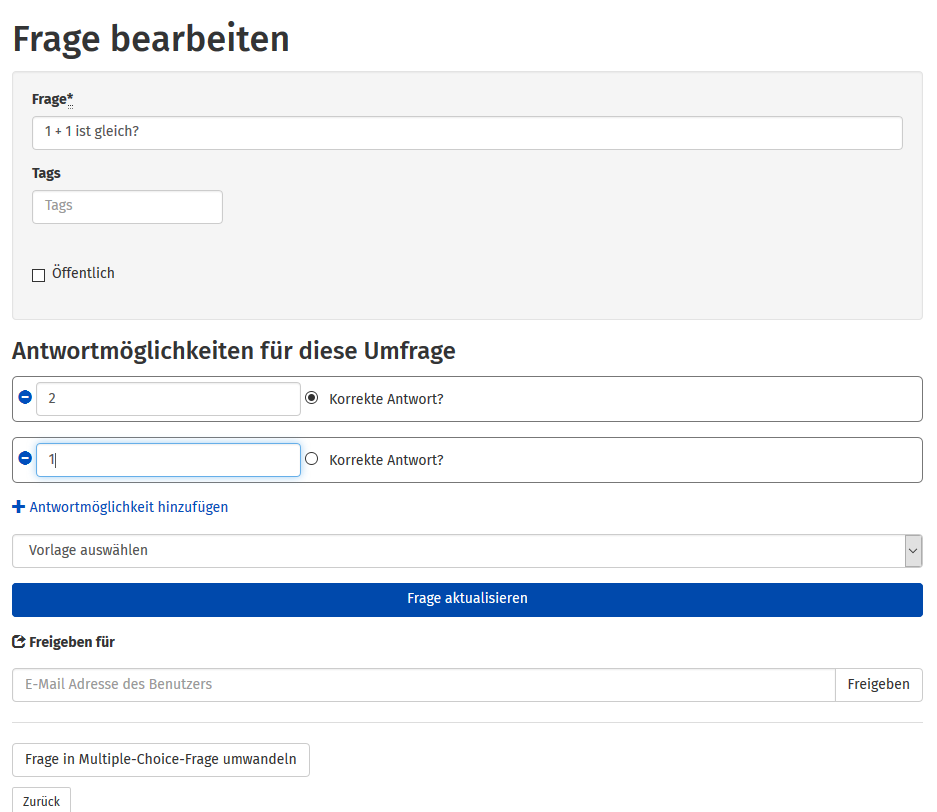 Frage bearbeiten
Frage*
1 + 1 ist gleich?
Tags
Tags
Öffentlich
Antwortmöglichkeiten für diese Umfrage
2 Korrekte Antwort?
1 Korrekte Antwort?
Antwortmöglichkeit hinzufügen
Vorlage auswählen
Frage aktualisieren
Freigeben für
E-Mail Adresse des Benutzers Freigeben
Frage in Multiple-Choice-Frage umwandeln
Zurück